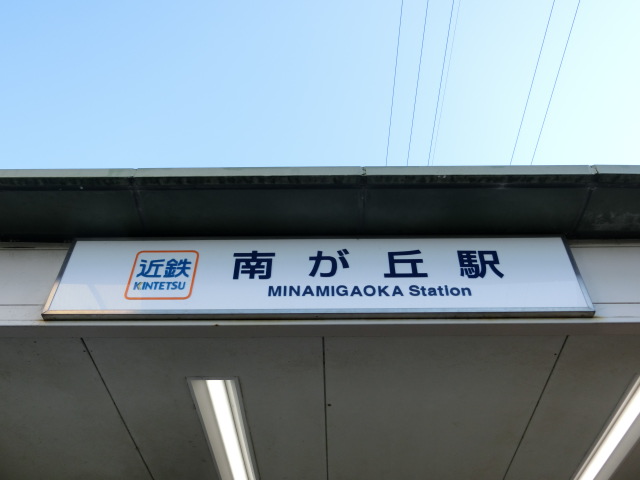 近鉄
KINTETSU
南が丘駅
MINAMIGAOKA Station